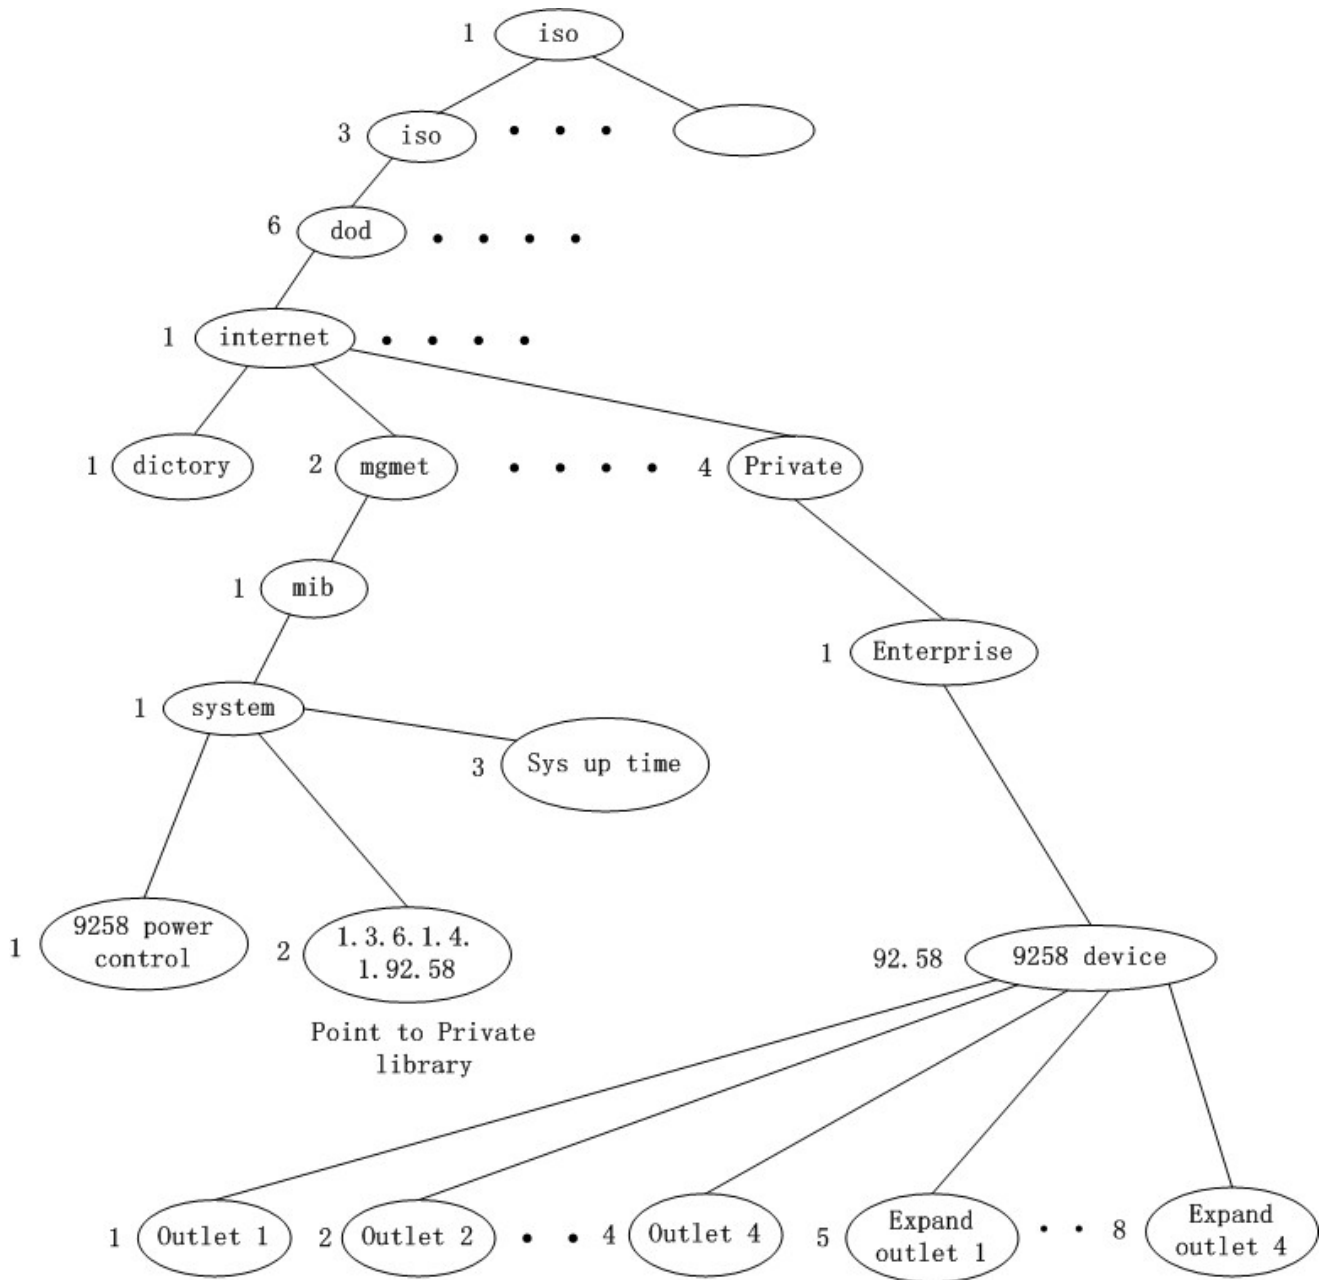 1 iso
3 iso
6 dod
1 internet
1 dictory 2 mgmet 4 Private
1 mib
1 Enterprise
1 system
3 Sys up time
1 9258 power
control
2 1.3.6.1.4.
1.92.58
92.58 9258 device
Point to Private
library
1 Outlet 1 2 Outlet 2 4 Outlet 4 5 Expand
outlet 1 8 Expand
outlet 4